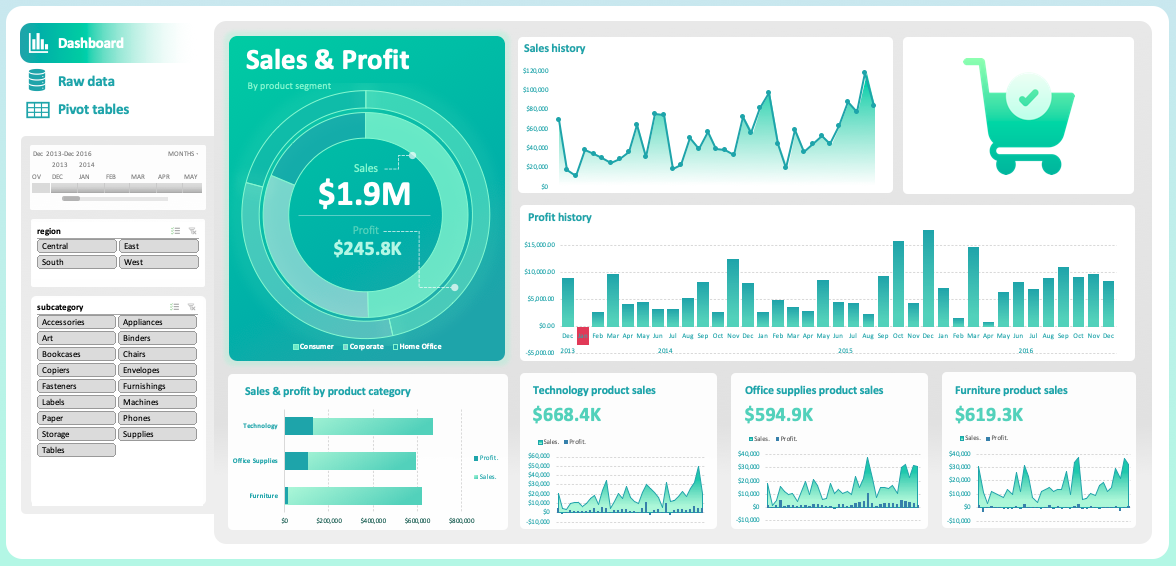 Dashboard
Raw data
Pivot tables
Dec 2013-Dec 2016 MONTHS
2013 2014
OV DEC JAN FEB MAR APR MAY
region
Central East
South West
subcategory
Accessories Appliances
Art Binders
Bookcases Chairs
Copiers Envelopes
Fasteners Furnishings
Labels Machines
Paper Phones
Storage Supplies
Tables
Sales & Profit
By product segment
Sales
$1.9M
Profit
$245.8K
Consumer Corporate Home Office
Sales history
$120,000
$100,000
$80,000
$60,000
$40,000
$20,000
$0
Profit history
$15,000.00
$10,000.00
$5,000.00
$0.00
-$5,000.00
Dec Feb Mar Apr May Jun Jul Aug Sep Oct Nov Dec Jan Feb Mar Apr May Jun Jul Aug Sep Oct Nov Dec Jan Feb Mar Apr May Jun Jul Aug Sep Oct Nov Dec
2013 2014 2015 2016
Sales & profit by product category
Technology
Office Supplies
Furniture
Profit.
Sales.
$0 $200,000 $400,000 $600,000 $800,000
Technology product sales
$668.4K
Sales. Profit.
$60,000
$50,000
$40,000
$30,000
$20,000
$10,000
$0
-$10,000
Office supplies product sales
$594.9K
Sales. Profit.
$40,000
$30,000
$20,000
$10,000
$0
-$10,000
Furniture product sales
$619.3K
Sales. Profit.
$40,000
$30,000
$20,000
$10,000
$0
-$10,000